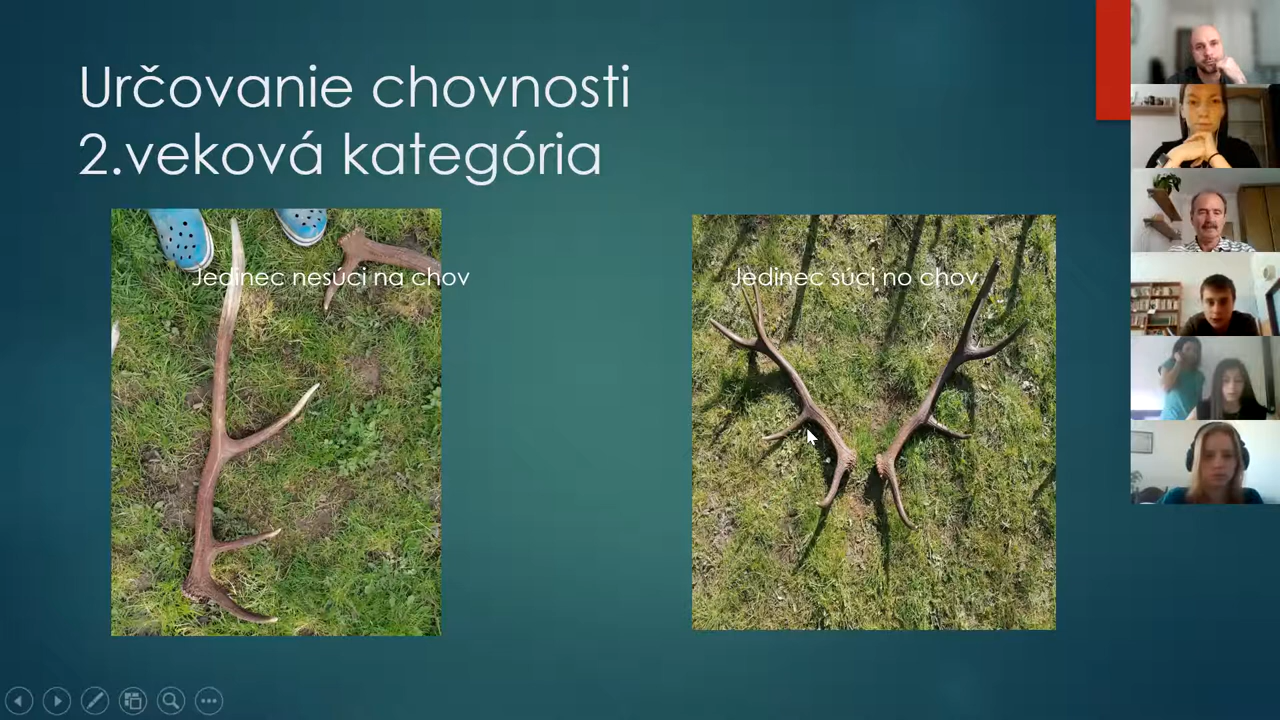 Určovanie chovnosti
2.veková kategória
Jedinec nesúci na chov
Jedinec súci no chov